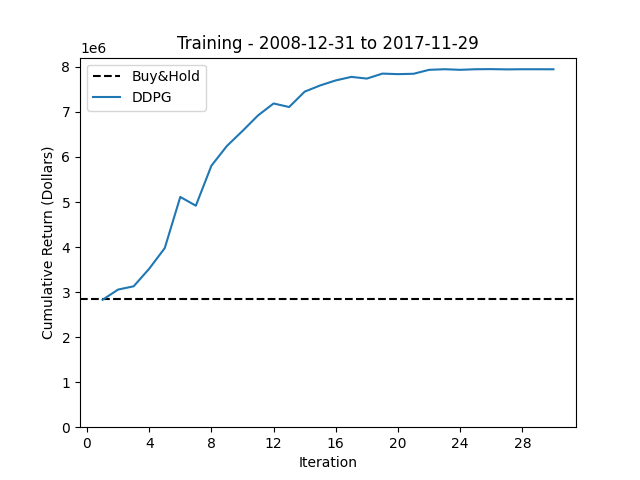 Training - 2008-12-31 to 2017-11-29
1e6
Buy&Hold
DDPG
Cumulative Return (Dollars)
8
7
6
5
4
3
2
1
0
0 4 8 12 16 20 24 28
Iteration